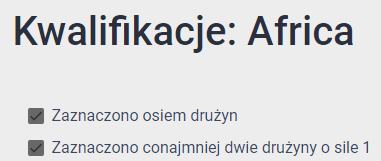 Kwalifikacje: Africa
Zaznaczono osiem drużyn
Zaznaczono conajmniej dwie drużyny o sile 1